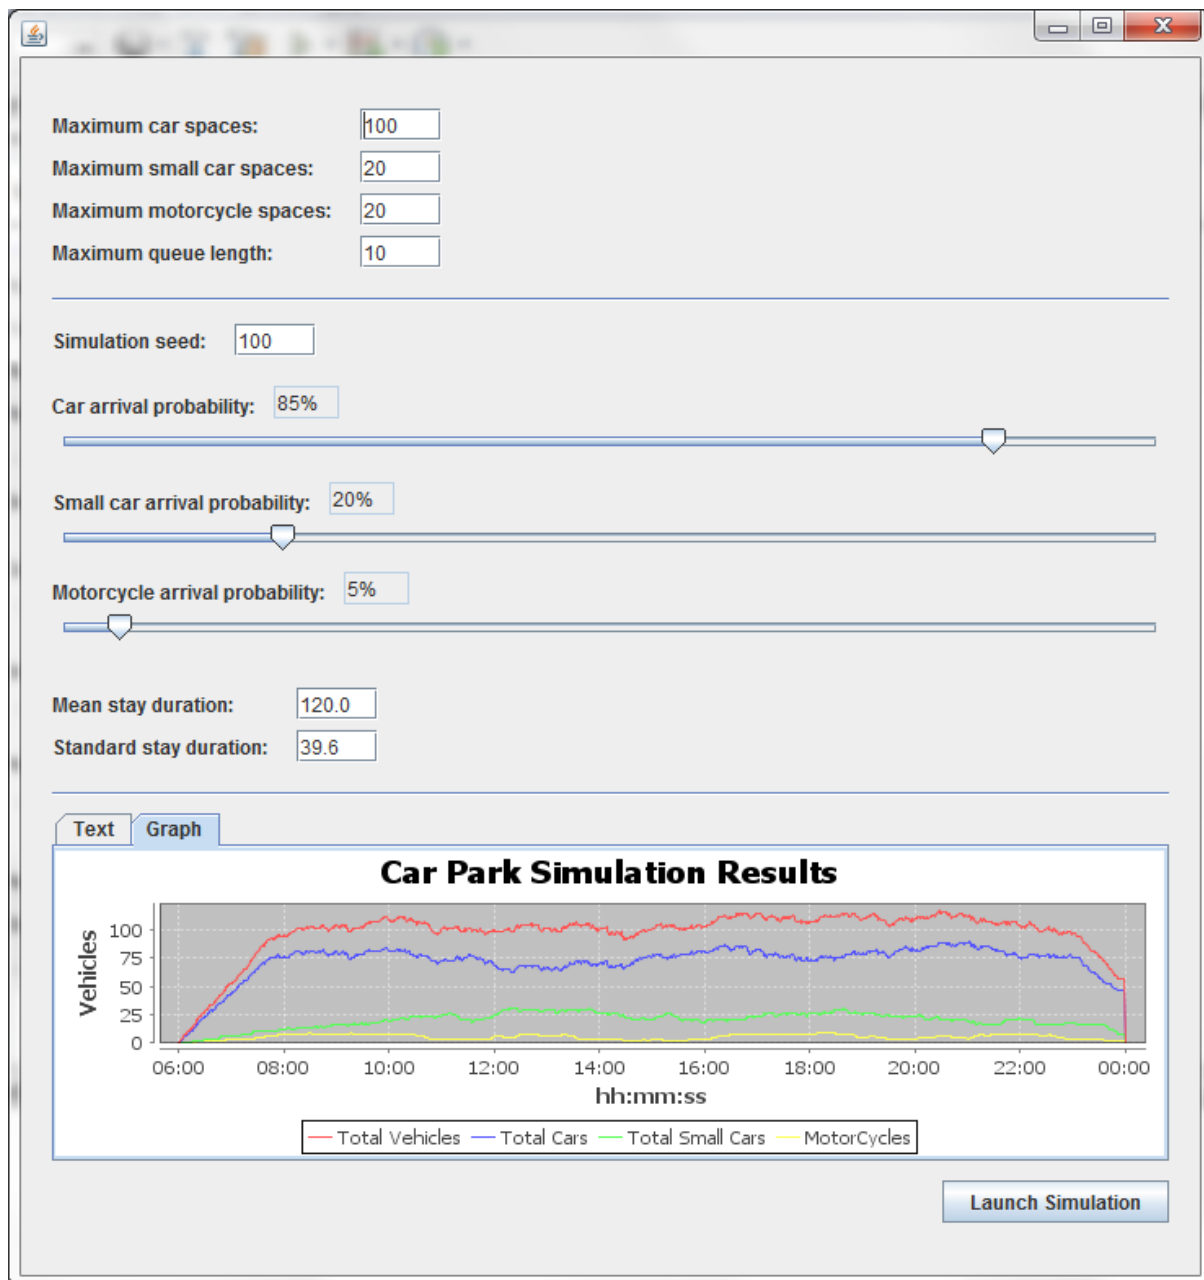 Maximum car spaces: 100
Maximum small car spaces: 20
Maximum motorcycle spaces: 20
Maximum queue length: 10
Simulation seed: 100
Car arrival probability: 85%
Small car arrival probability: 20%
Motorcycle arrival probability: 5%
Mean stay duration: 120.0
Standard stay duration: 39.6
Text Graph
Car Park Simulation Results
Vehicles
100
75
50
25
0
06:00 08:00 10:00 12:00 14:00 16:00 18:00 20:00 22:00 00:00
hh:mm:ss
Total Vehicles Total Cars Total Small Cars MotorCycles
Launch Simulation